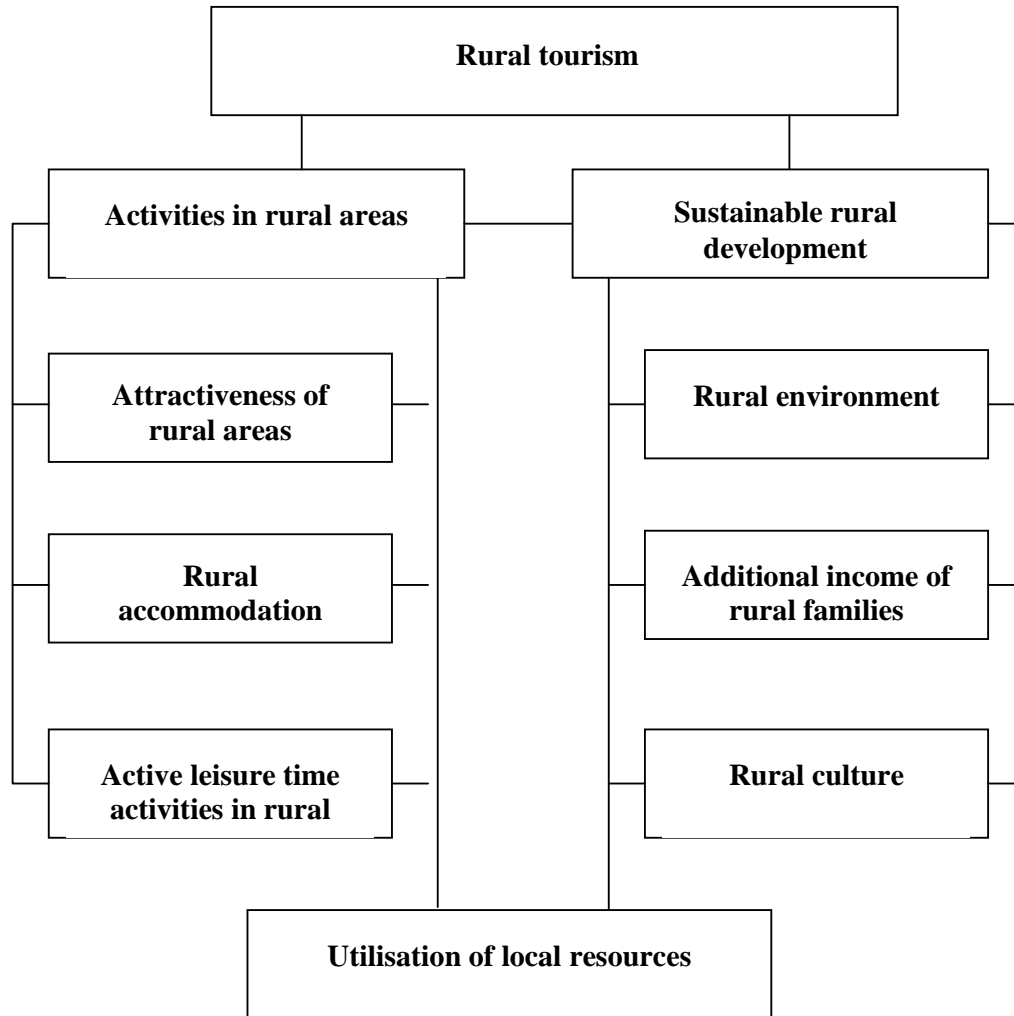 Rural tourism
Activities in rural areas
Sustainable rural
development
Attractiveness of
rural areas
Rural environment
Rural
accommodation
Additional income of
rural families
Active leisure time
activities in rural
Rural culture
Utilisation of local resources